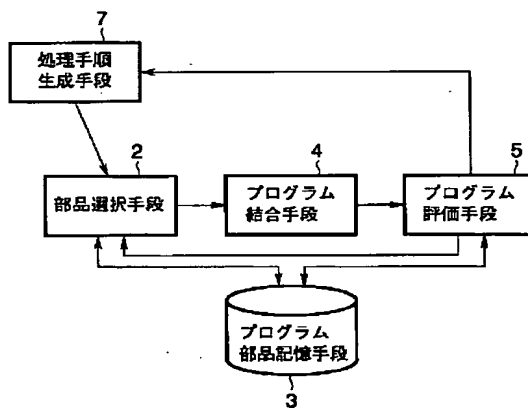 7
処理手順
生成手段
2
部品選択手段
4
プログラム
結合手段
5
プログラム
評価手段
プログラム
部品記憶手段
3